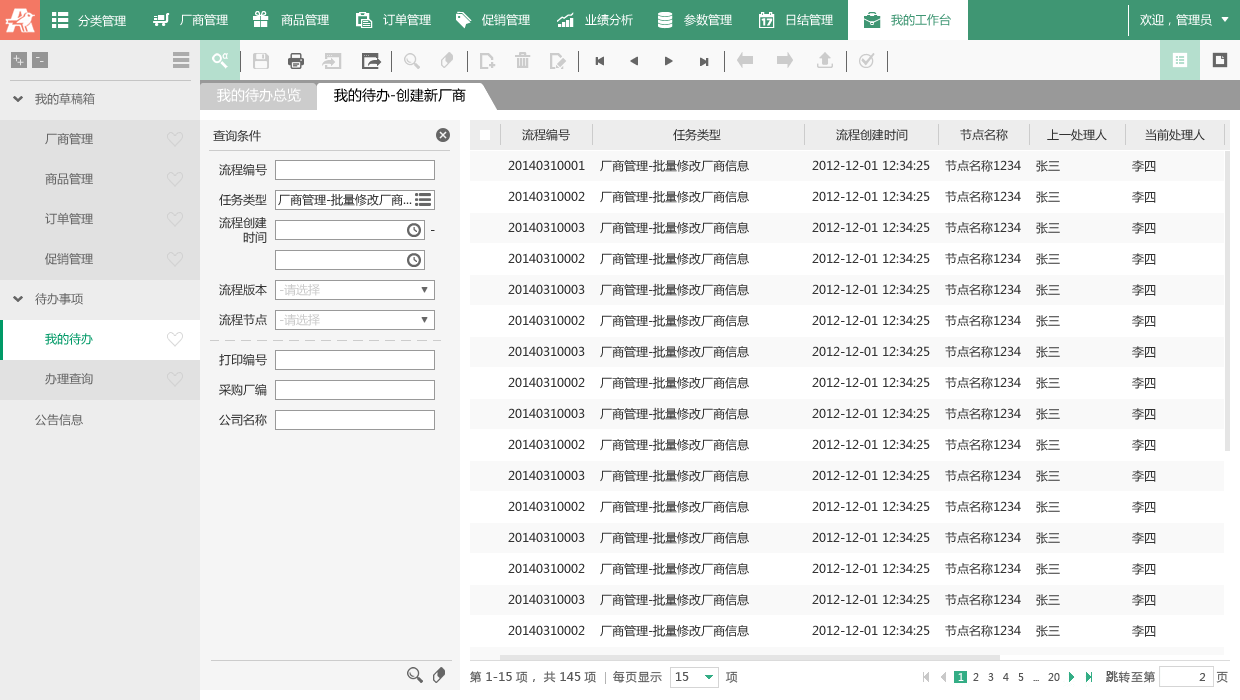 分类管理 厂商管理 商品管理 订单管理 促销管理 业绩分析 参数管理 日结管理 我的工作台 欢迎，管理员
我的草稿箱
厂商管理
商品管理
订单管理
促销管理
待办事项
我的待办
办理查询
公告信息
我的待办总览 我的待办-创建新厂商
查询条件
流程编号
任务类型 厂商管理-批量修改厂商...
流程创建时间 -
流程版本 -请选择
流程节点 -请选择
打印编号
采购厂编
公司名称
流程编号 任务类型 流程创建时间 节点名称 上一处理人 当前处理人
20140310001 厂商管理-批量修改厂商信息 2012-12-01 12:34:25 节点名称1234 张三 李四
20140310002 厂商管理-批量修改厂商信息 2012-12-01 12:34:25 节点名称1234 张三 李四
20140310003 厂商管理-批量修改厂商信息 2012-12-01 12:34:25 节点名称1234 张三 李四
20140310002 厂商管理-批量修改厂商信息 2012-12-01 12:34:25 节点名称1234 张三 李四
20140310003 厂商管理-批量修改厂商信息 2012-12-01 12:34:25 节点名称1234 张三 李四
20140310002 厂商管理-批量修改厂商信息 2012-12-01 12:34:25 节点名称1234 张三 李四
20140310003 厂商管理-批量修改厂商信息 2012-12-01 12:34:25 节点名称1234 张三 李四
20140310002 厂商管理-批量修改厂商信息 2012-12-01 12:34:25 节点名称1234 张三 李四
20140310003 厂商管理-批量修改厂商信息 2012-12-01 12:34:25 节点名称1234 张三 李四
20140310002 厂商管理-批量修改厂商信息 2012-12-01 12:34:25 节点名称1234 张三 李四
20140310003 厂商管理-批量修改厂商信息 2012-12-01 12:34:25 节点名称1234 张三 李四
20140310002 厂商管理-批量修改厂商信息 2012-12-01 12:34:25 节点名称1234 张三 李四
20140310003 厂商管理-批量修改厂商信息 2012-12-01 12:34:25 节点名称1234 张三 李四
20140310002 厂商管理-批量修改厂商信息 2012-12-01 12:34:25 节点名称1234 张三 李四
20140310003 厂商管理-批量修改厂商信息 2012-12-01 12:34:25 节点名称1234 张三 李四
20140310002 厂商管理-批量修改厂商信息 2012-12-01 12:34:25 节点名称1234 张三 李四
第 1-15 项，共 145 项 | 每页显示 15 项 1 2 3 4 5 ... 20 跳转至第 2 页